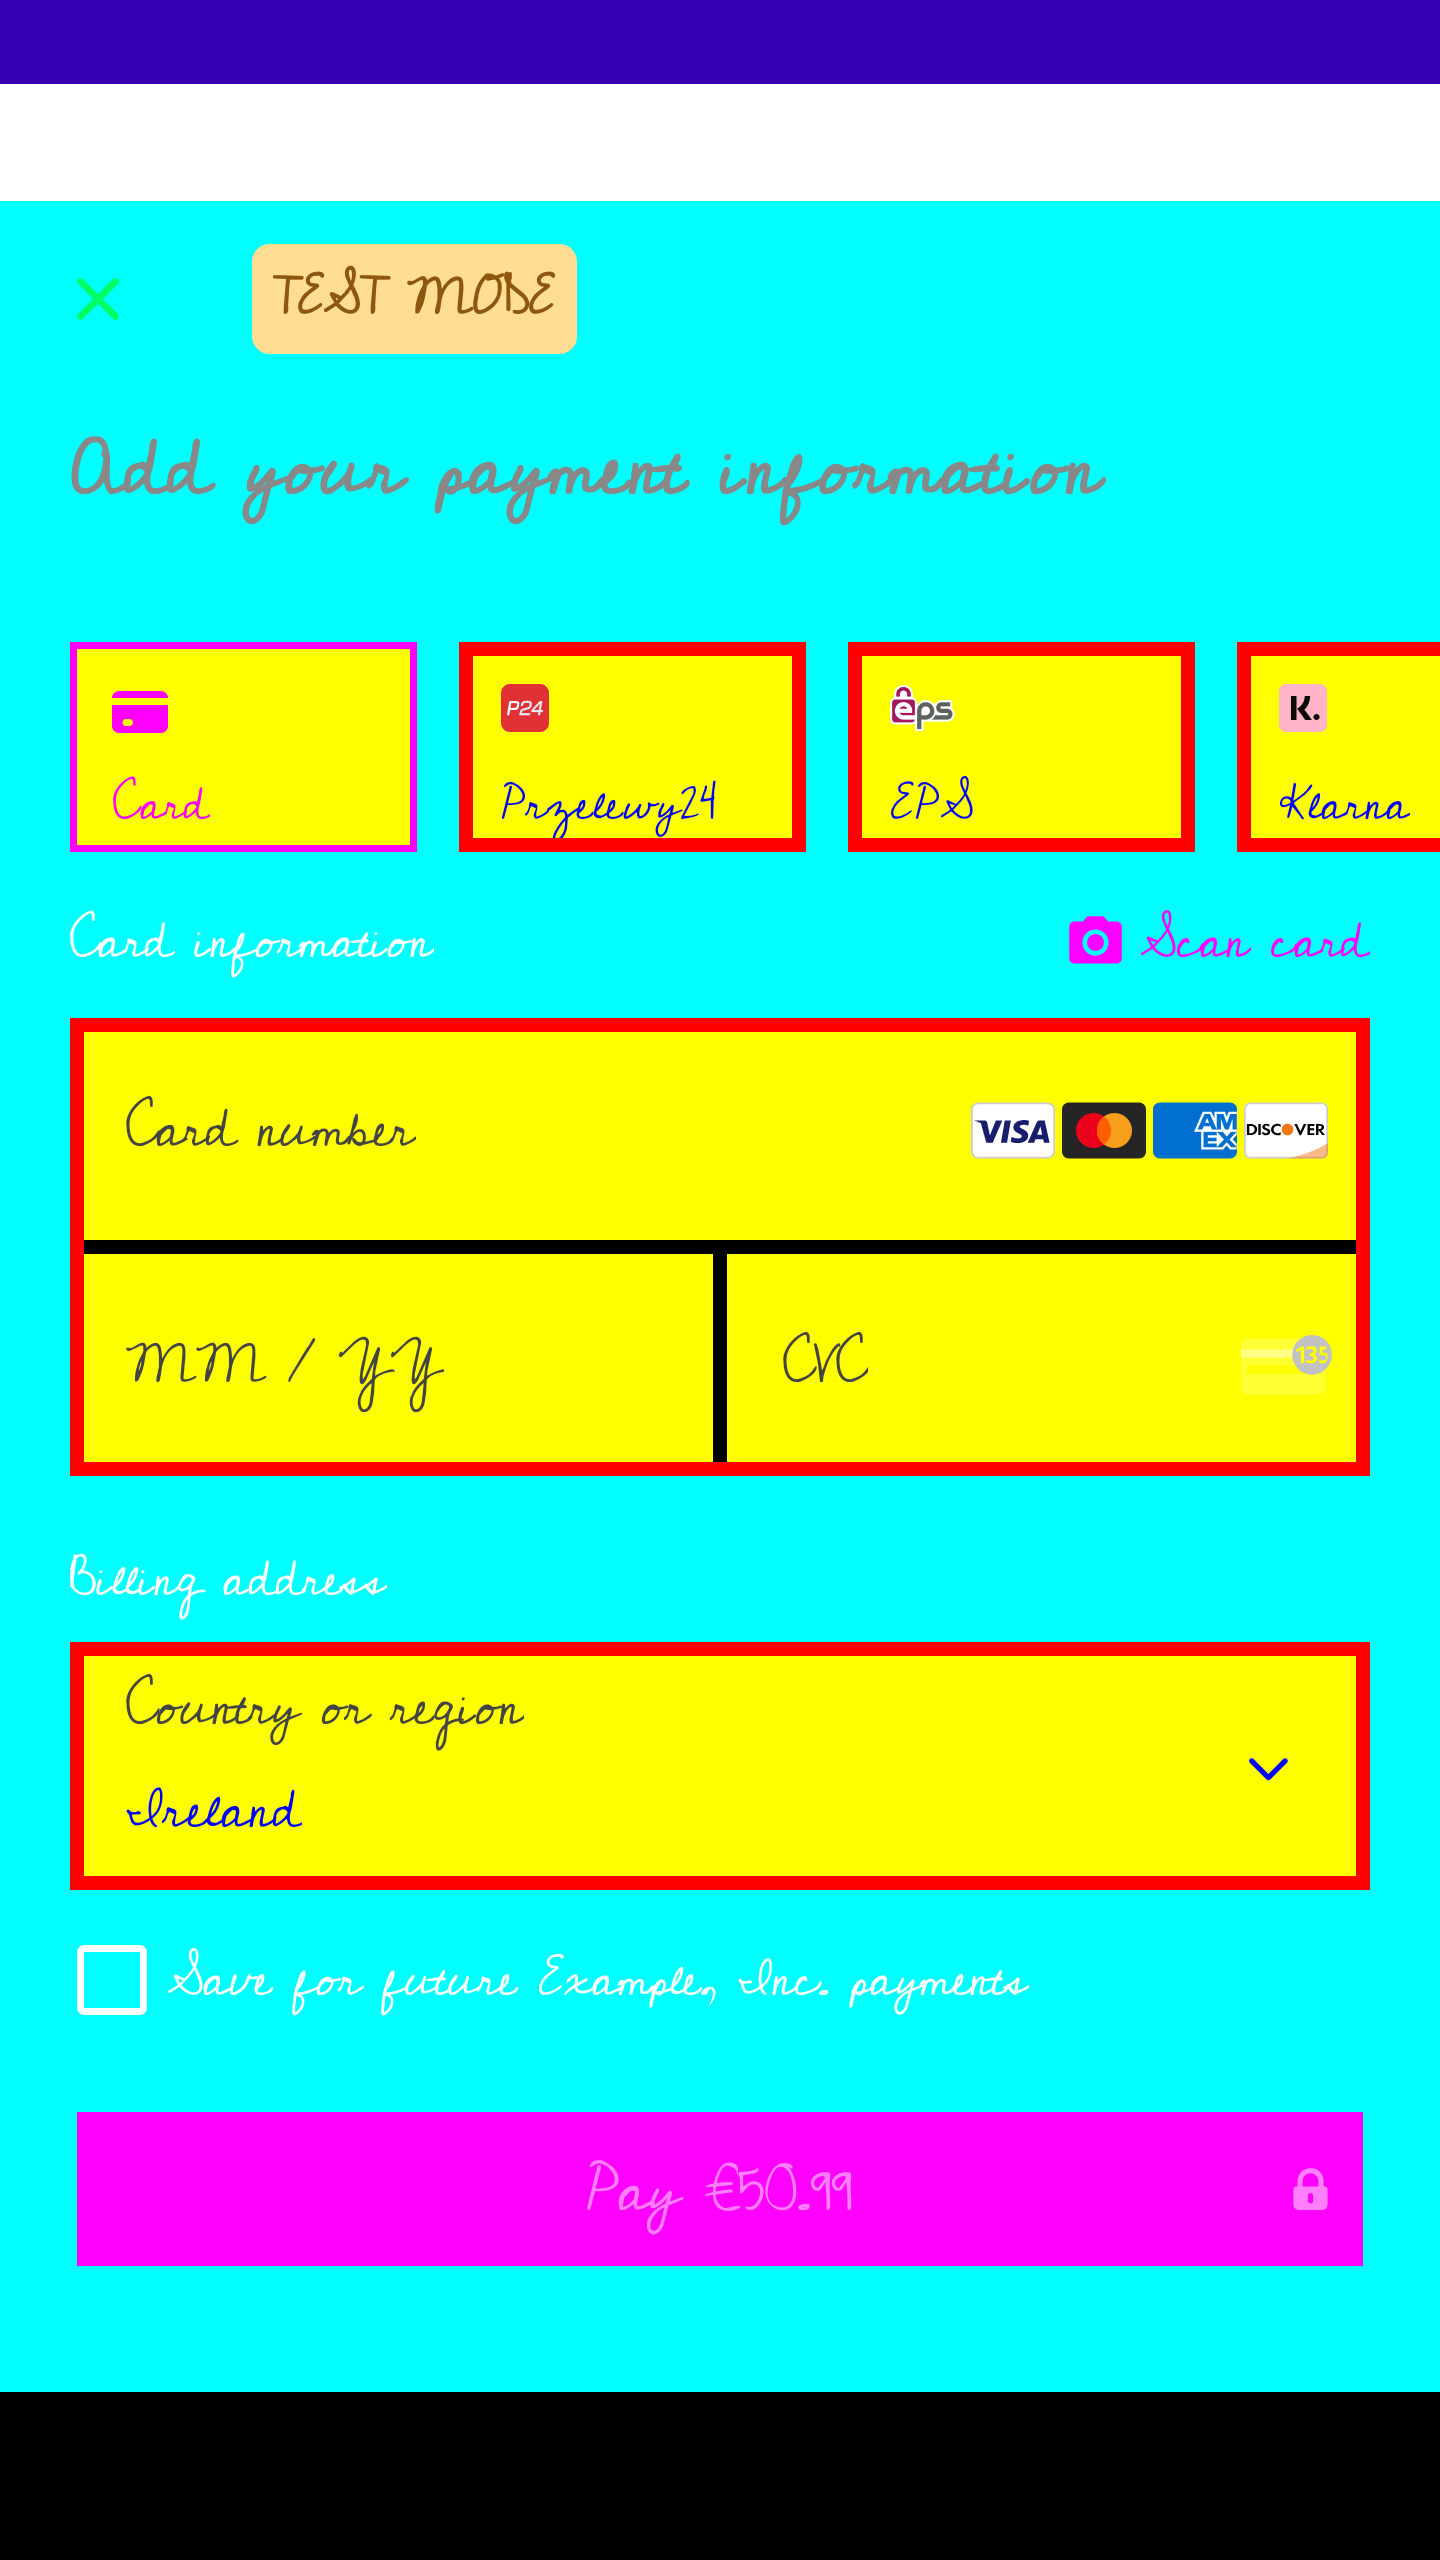 TEST MODE
Add your payment information
P24
eps
K.
Card
Przelewy24
EPS
Klarna
Card information
Scan card
Card number
VISA
AM
EX
DISCOVER
MM / YY
CVC
135
Billing address
Country or region
Ireland
Save for future Example, Inc. payments
Pay €50.99